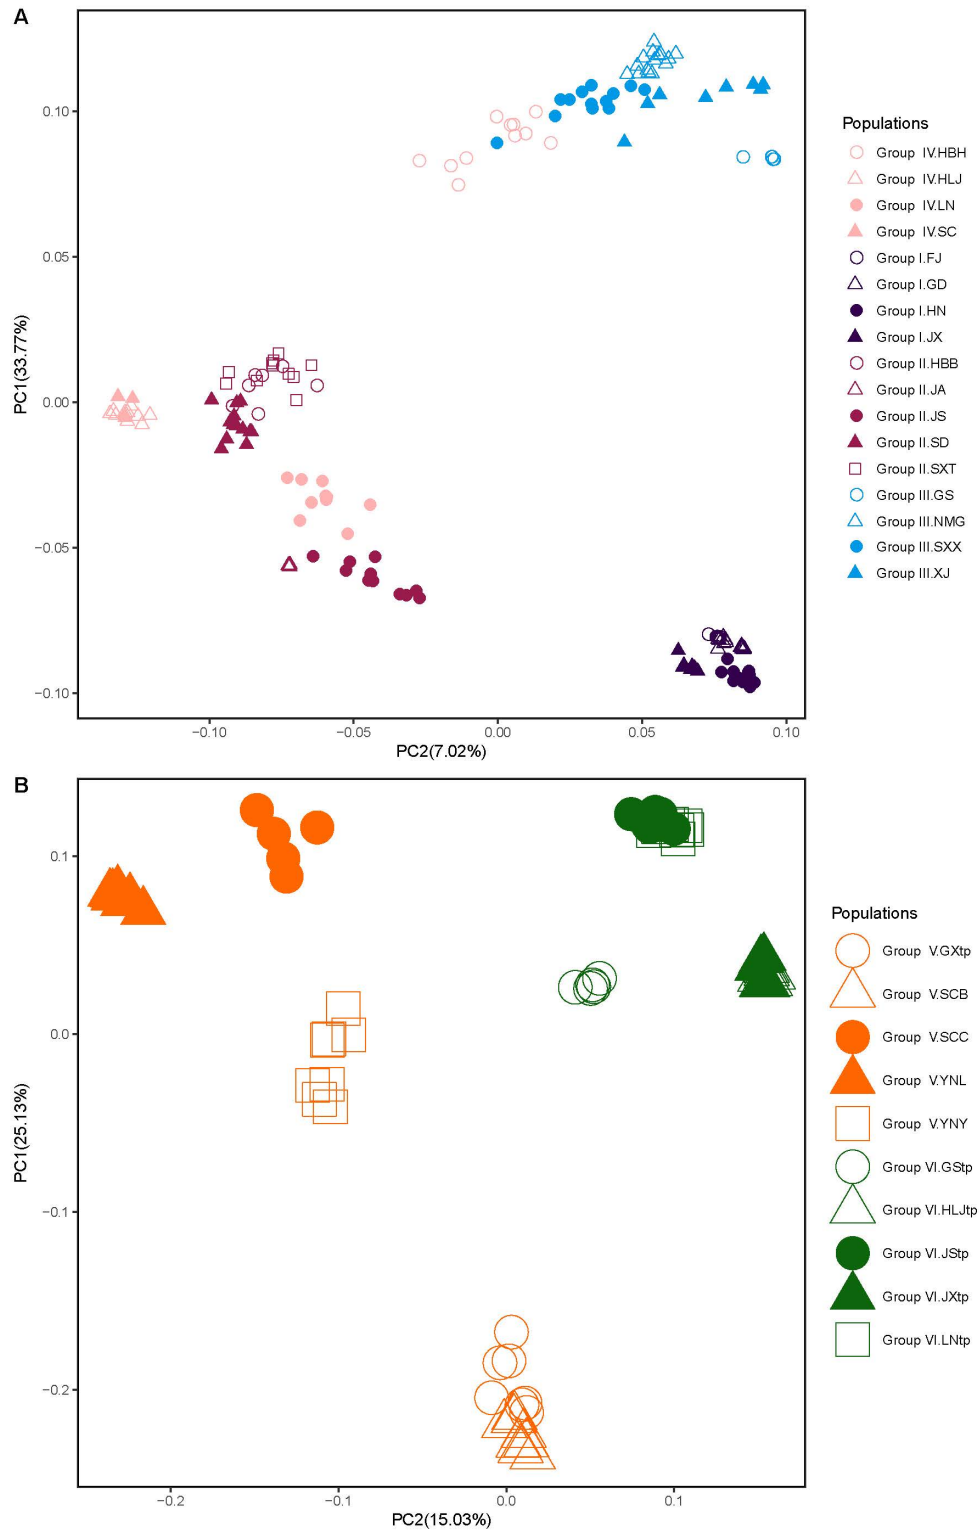 A
0.10
0.05
0.00
−0.05
−0.10
PC1(33.77%)
−0.10
−0.05
0.00
0.05
0.10
PC2(7.02%)
Populations
Group IV.HBH
Group IV.HLJ
Group IV.LN
Group IV.SC
Group I.FJ
Group I.GD
Group I.HN
Group I.JX
Group II.HBB
Group II.JA
Group II.JS
Group II.SD
Group II.SXT
Group III.GS
Group III.NMG
Group III.SXX
Group III.XJ
B
0.1
0.0
−0.1
−0.2
PC1(25.13%)
−0.2
−0.1
0.0
0.1
PC2(15.03%)
Populations
Group V.GXtp
Group V.SCB
Group V.SCC
Group V.YNL
Group V.YNY
Group VI.GStp
Group VI.HLJtp
Group VI.JStp
Group VI.JXtp
Group VI.LNtp